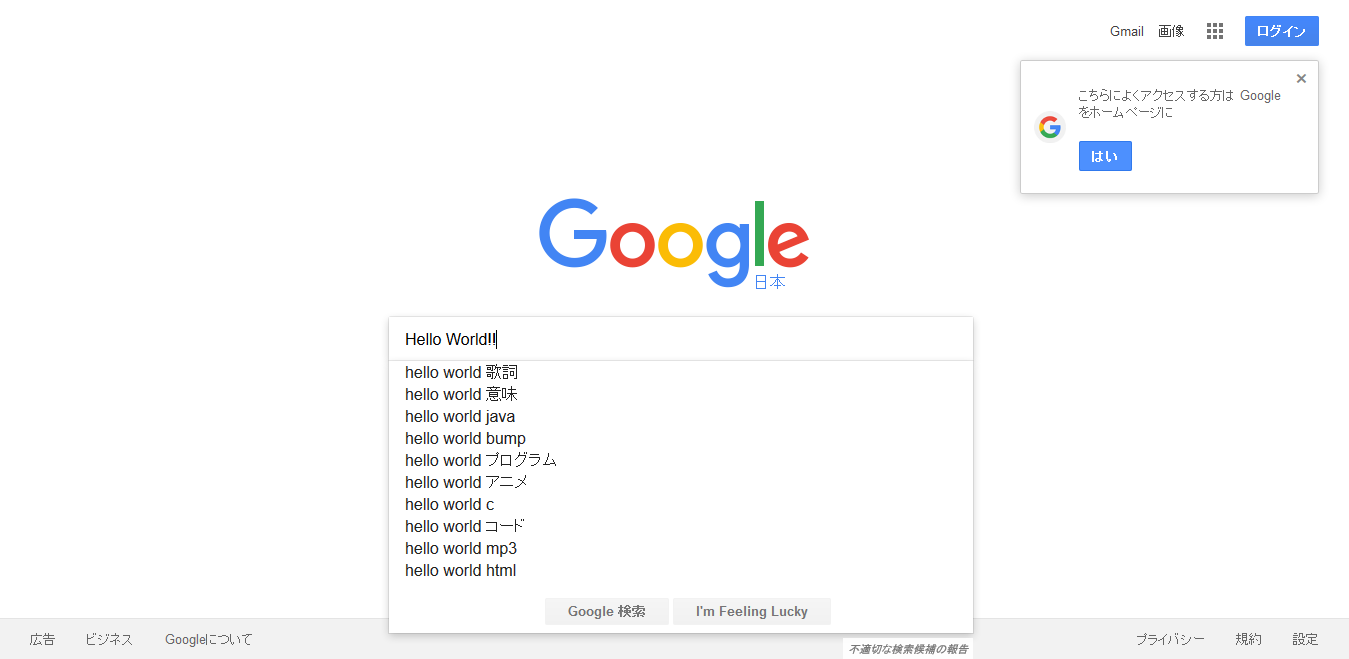 Gmail 画像 ログイン
こちらによくアクセスする方は Google
をホームページに
はい
Google
日本
Hello World!!
hello world 歌詞
hello world 意味
hello world java
hello world bump
hello world プログラム
hello world アニメ
hello world c
hello world コード
hello world mp3
hello world html
Google 検索 I'm Feeling Lucky
広告 ビジネス Googleについて プライバシー 規約 設定
不適切な検索候補の報告